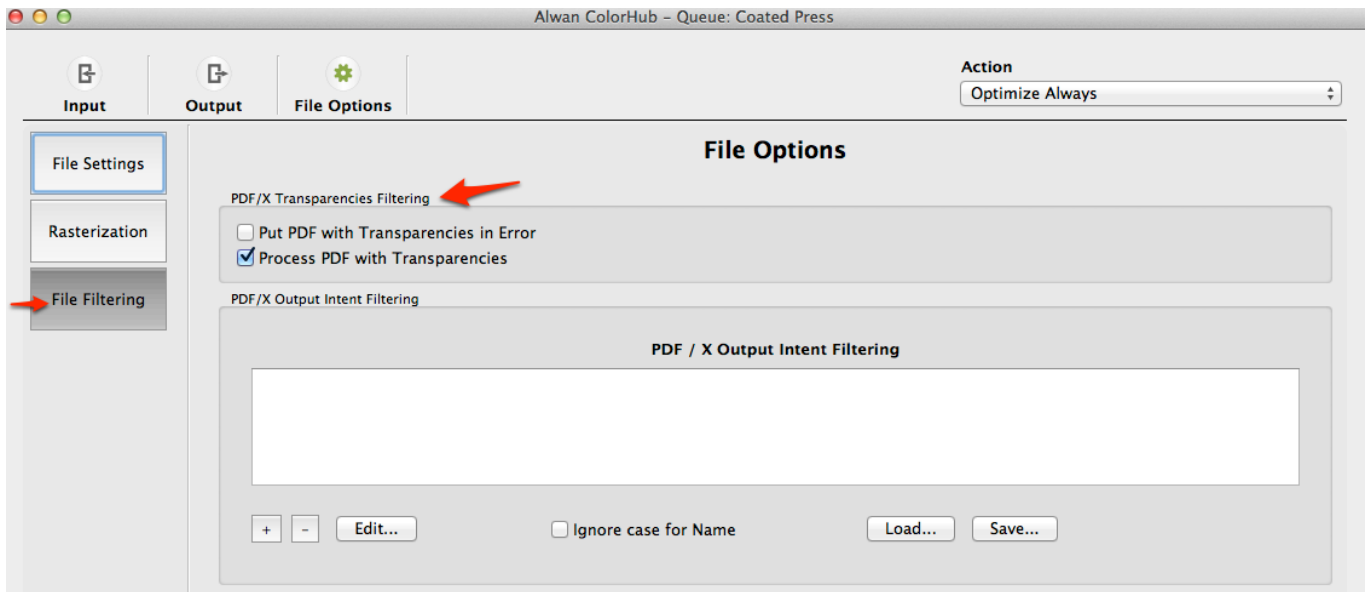 Alwan ColorHub – Queue: Coated Press
Input
Output
File Options
Action
Optimize Always
File Settings
Rasterization
File Filtering
File Options
PDF/X Transparencies Filtering
Put PDF with Transparencies in Error
Process PDF with Transparencies
PDF/X Output Intent Filtering
PDF / X Output Intent Filtering
+ - Edit... Ignore case for Name Load... Save...